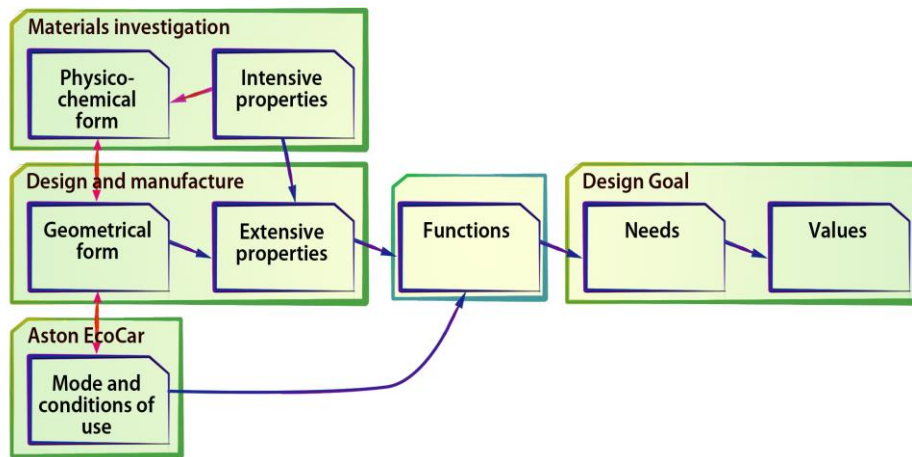 Materials investigation
Physico-
chemical
form
Intensive
properties
Design and manufacture
Geometrical
form
Extensive
properties
Functions
Design Goal
Needs
Values
Aston EcoCar
Mode and
conditions of
use